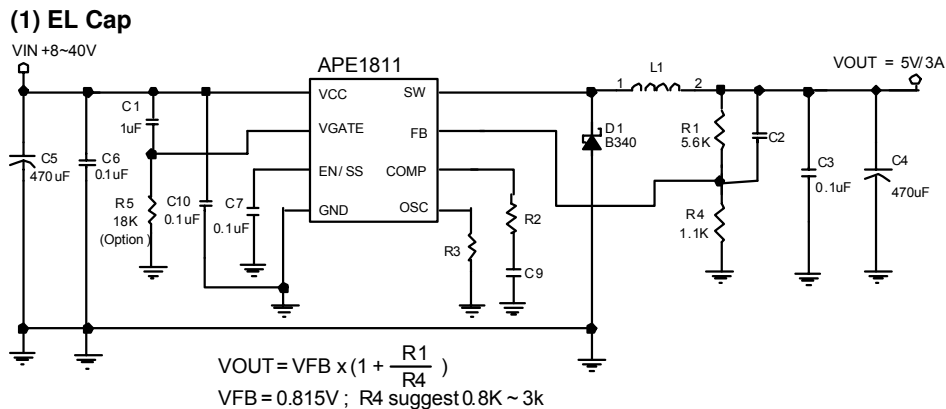 (1) EL Cap
VIN +8~40V
APE1811
VOUT = 5V/3A
L1
1
2
VCC
SW
C1
1uF
VGATE
FB
D1
B340
R1
5.6K
C2
C5
470uF
C6
0.1uF
EN/SS
COMP
C3
0.1uF
C4
470uF
R5
18K
(Option)
C10
0.1uF
C7
0.1uF
GND
OSC
R2
R3
C9
R4
1.1K
VOUT = VFB x (1 + R1/R4)
VFB = 0.815V ; R4 suggest 0.8K ~ 3k